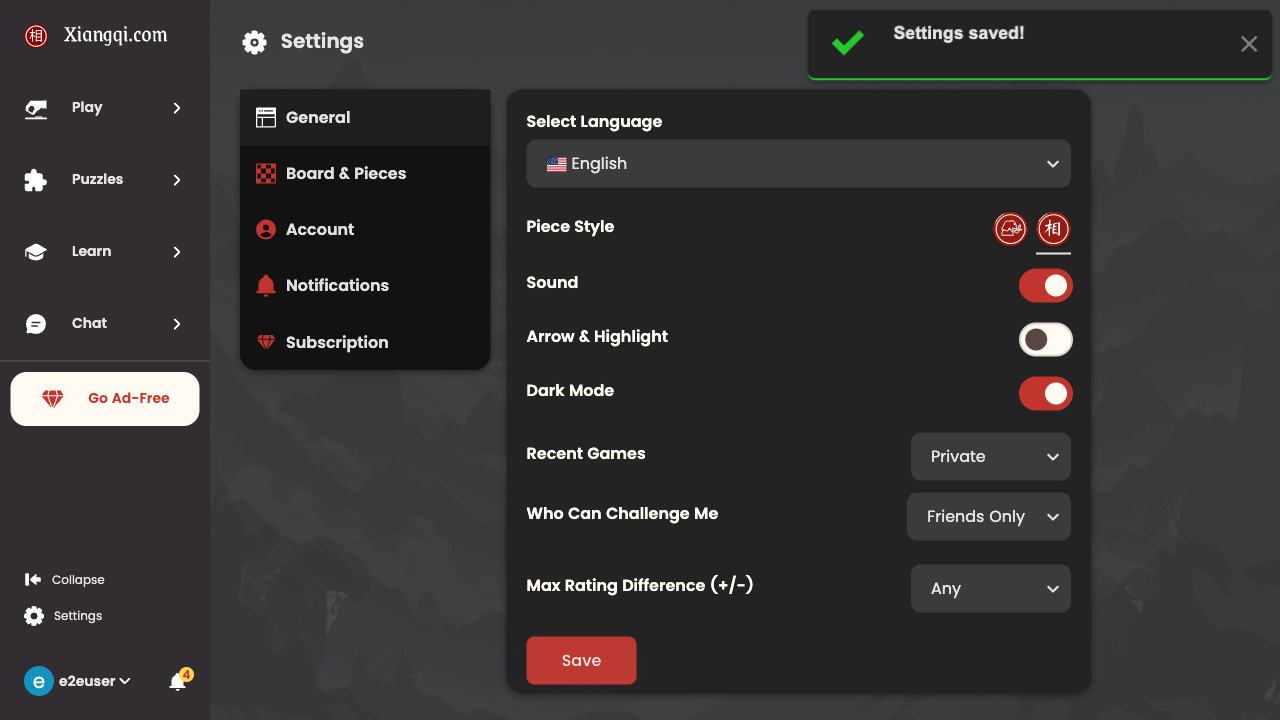 相 Xiangqi.com
Play
Puzzles
Learn
Chat
Go Ad-Free
Collapse
Settings
e e2euser
4
Settings
Settings saved!
General
Board & Pieces
Account
Notifications
Subscription
Select Language
English
Piece Style
相
Sound
Arrow & Highlight
Dark Mode
Recent Games
Private
Who Can Challenge Me
Friends Only
Max Rating Difference (+/-)
Any
Save